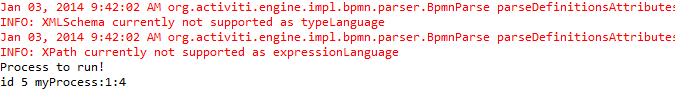 Jan 03, 2014 9:42:02 AM org.activiti.engine.impl.bpmn.parser.BpmnParse parseDefinitionsAttributes
INFO: XMLSchema currently not supported as typeLanguage
Jan 03, 2014 9:42:02 AM org.activiti.engine.impl.bpmn.parser.BpmnParse parseDefinitionsAttributes
INFO: XPath currently not supported as expressionLanguage
Process to run!
id 5 myProcess:1:4